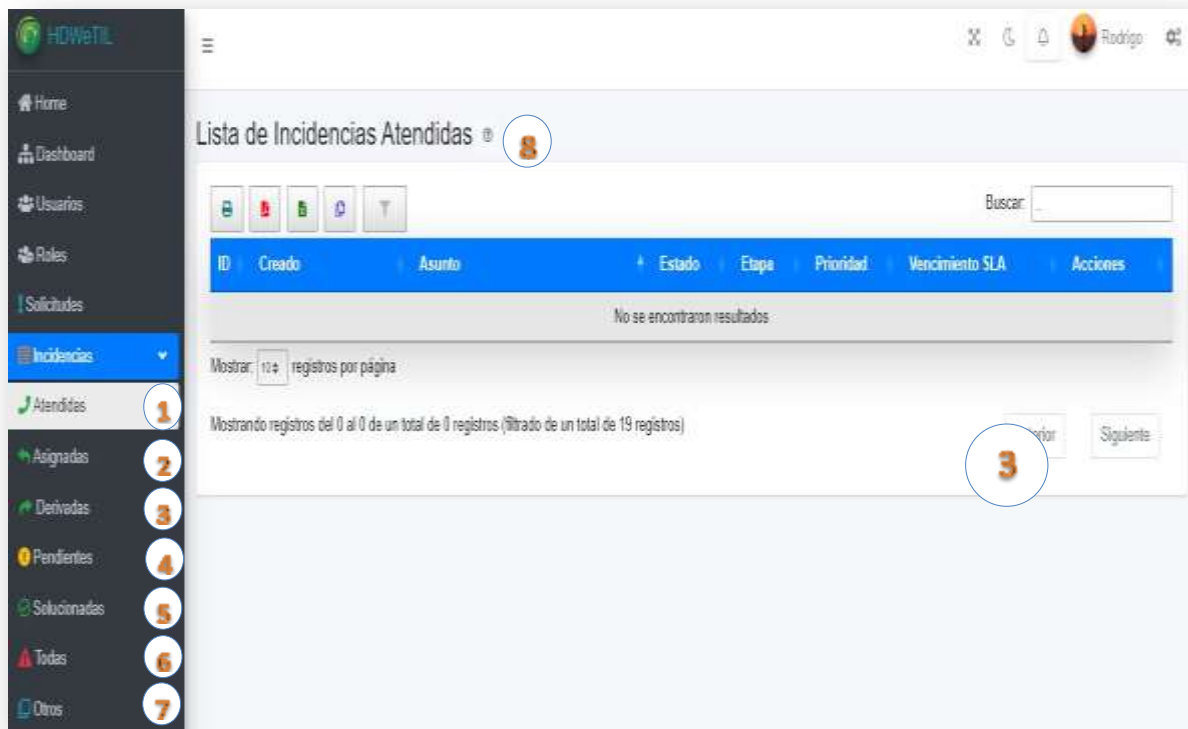 HDWeTIL
Rodrigo
Home
Dashboard
Usuarios
Roles
Solicitudes
Incidencias
Atendidas 1
Asignadas 2
Derivadas 3
Pendientes 4
Solucionadas 5
Todas 6
Otros 7
Lista de Incidencias Atendidas 8
Buscar: ...
ID Creado Asunto Estado Etapa Prioridad Vencimiento SLA Acciones
No se encontraron resultados
Mostrar: 10 registros por página
Mostrando registros del 0 al 0 de un total de 0 registros (filtrado de un total de 19 registros)
3 Siguiente